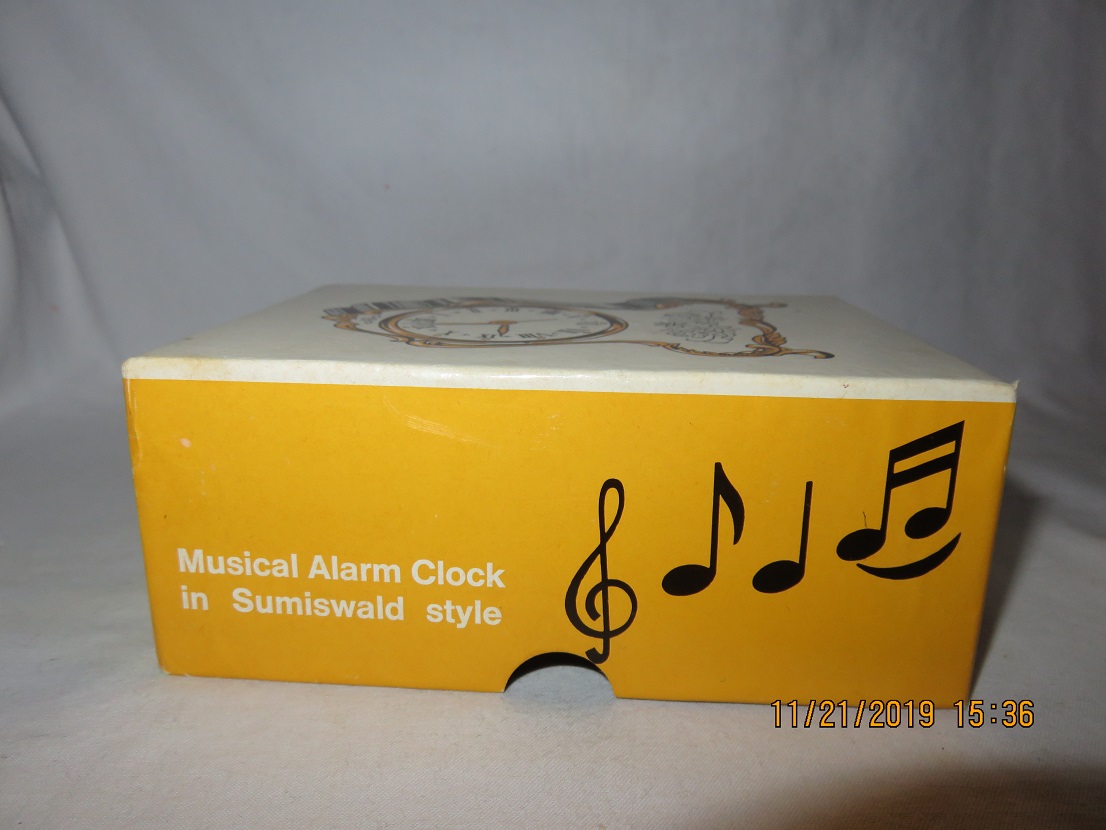 Musical Alarm Clock
in Sumiswald style
11/21/2019 15:36